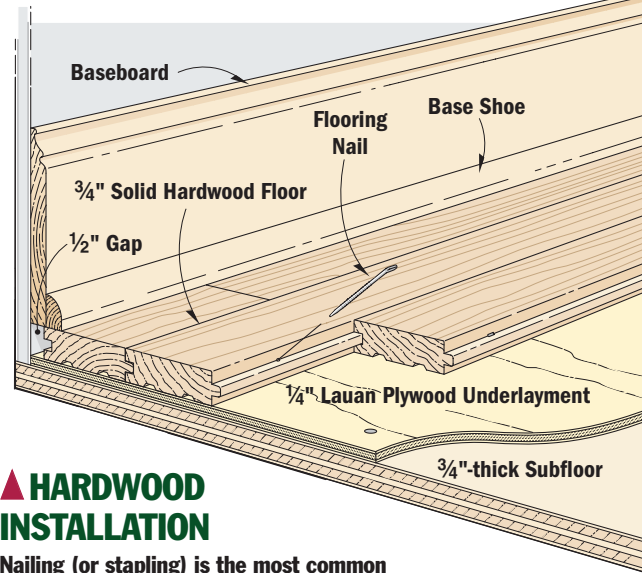 Baseboard
Flooring
Nail
Base Shoe
3/4" Solid Hardwood Floor
1/2" Gap
1/4" Lauan Plywood Underlayment
3/4"-thick Subfloor
▲ HARDWOOD
INSTALLATION
Nailing (or stapling) is the most common